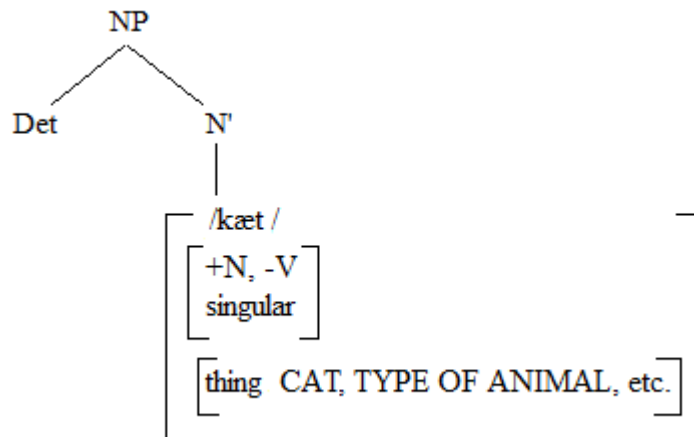 NP
Det N'
/kæt /
+N, -V
singular
thing CAT, TYPE OF ANIMAL, etc.